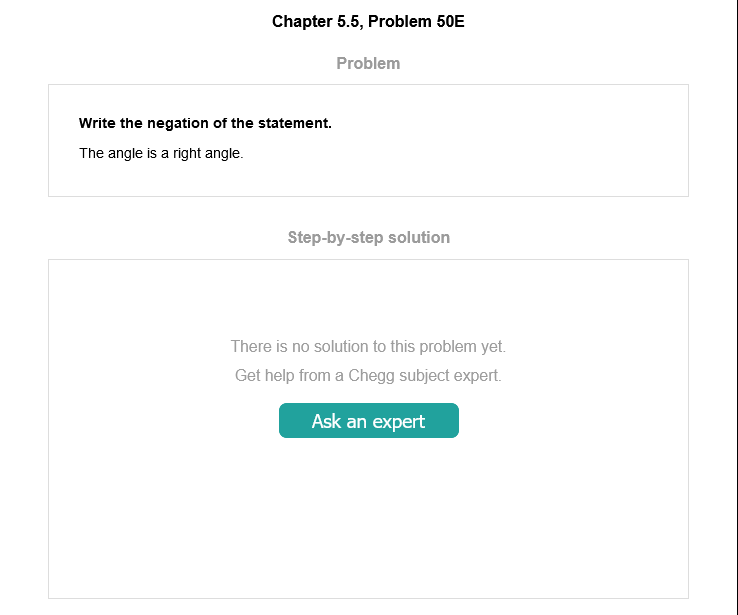 Chapter 5.5, Problem 50E
Problem
Write the negation of the statement.
The angle is a right angle.
Step-by-step solution
There is no solution to this problem yet.
Get help from a Chegg subject expert.
Ask an expert